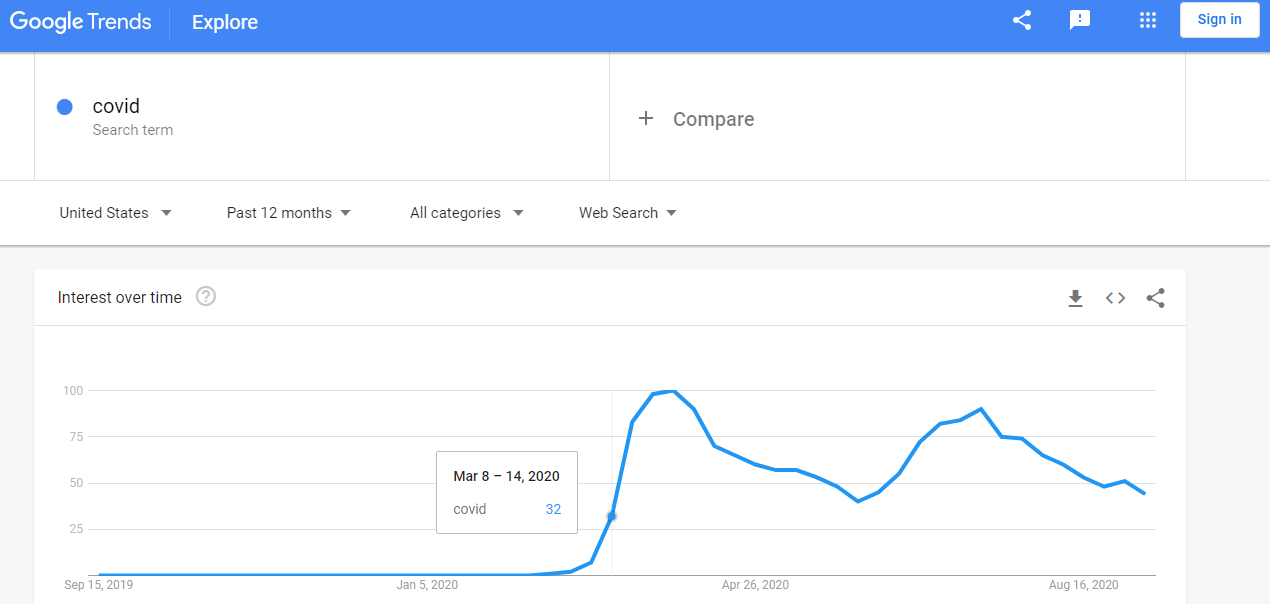 Google Trends Explore Sign in
covid
Search term
+ Compare
United States Past 12 months All categories Web Search
Interest over time ?
100
75
50
25
Mar 8 – 14, 2020
covid 32
Sep 15, 2019 Jan 5, 2020 Apr 26, 2020 Aug 16, 2020